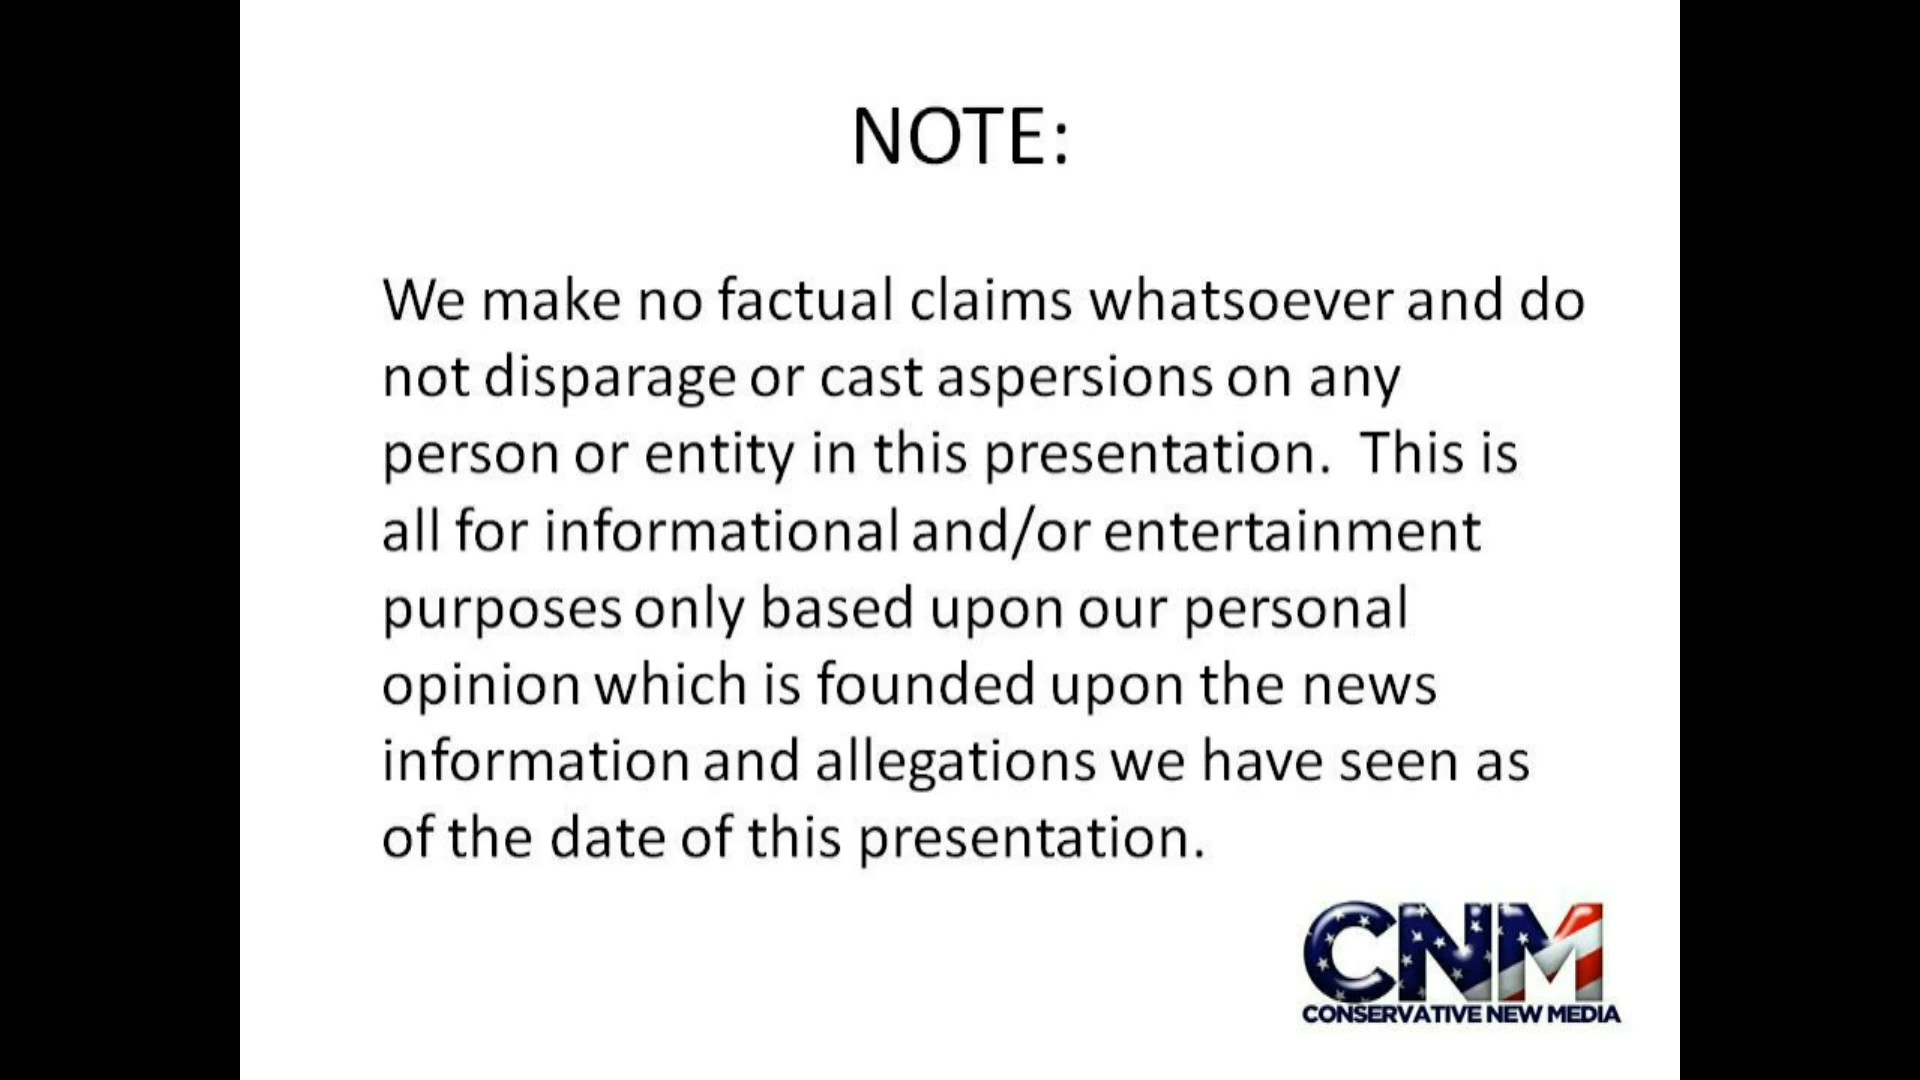 NOTE:
We make no factual claims whatsoever and do
not disparage or cast aspersions on any
person or entity in this presentation.  This is
all for informational and/or entertainment
purposes only based upon our personal
opinion which is founded upon the news
information and allegations we have seen as
of the date of this presentation.
CNM
CONSERVATIVE NEW MEDIA